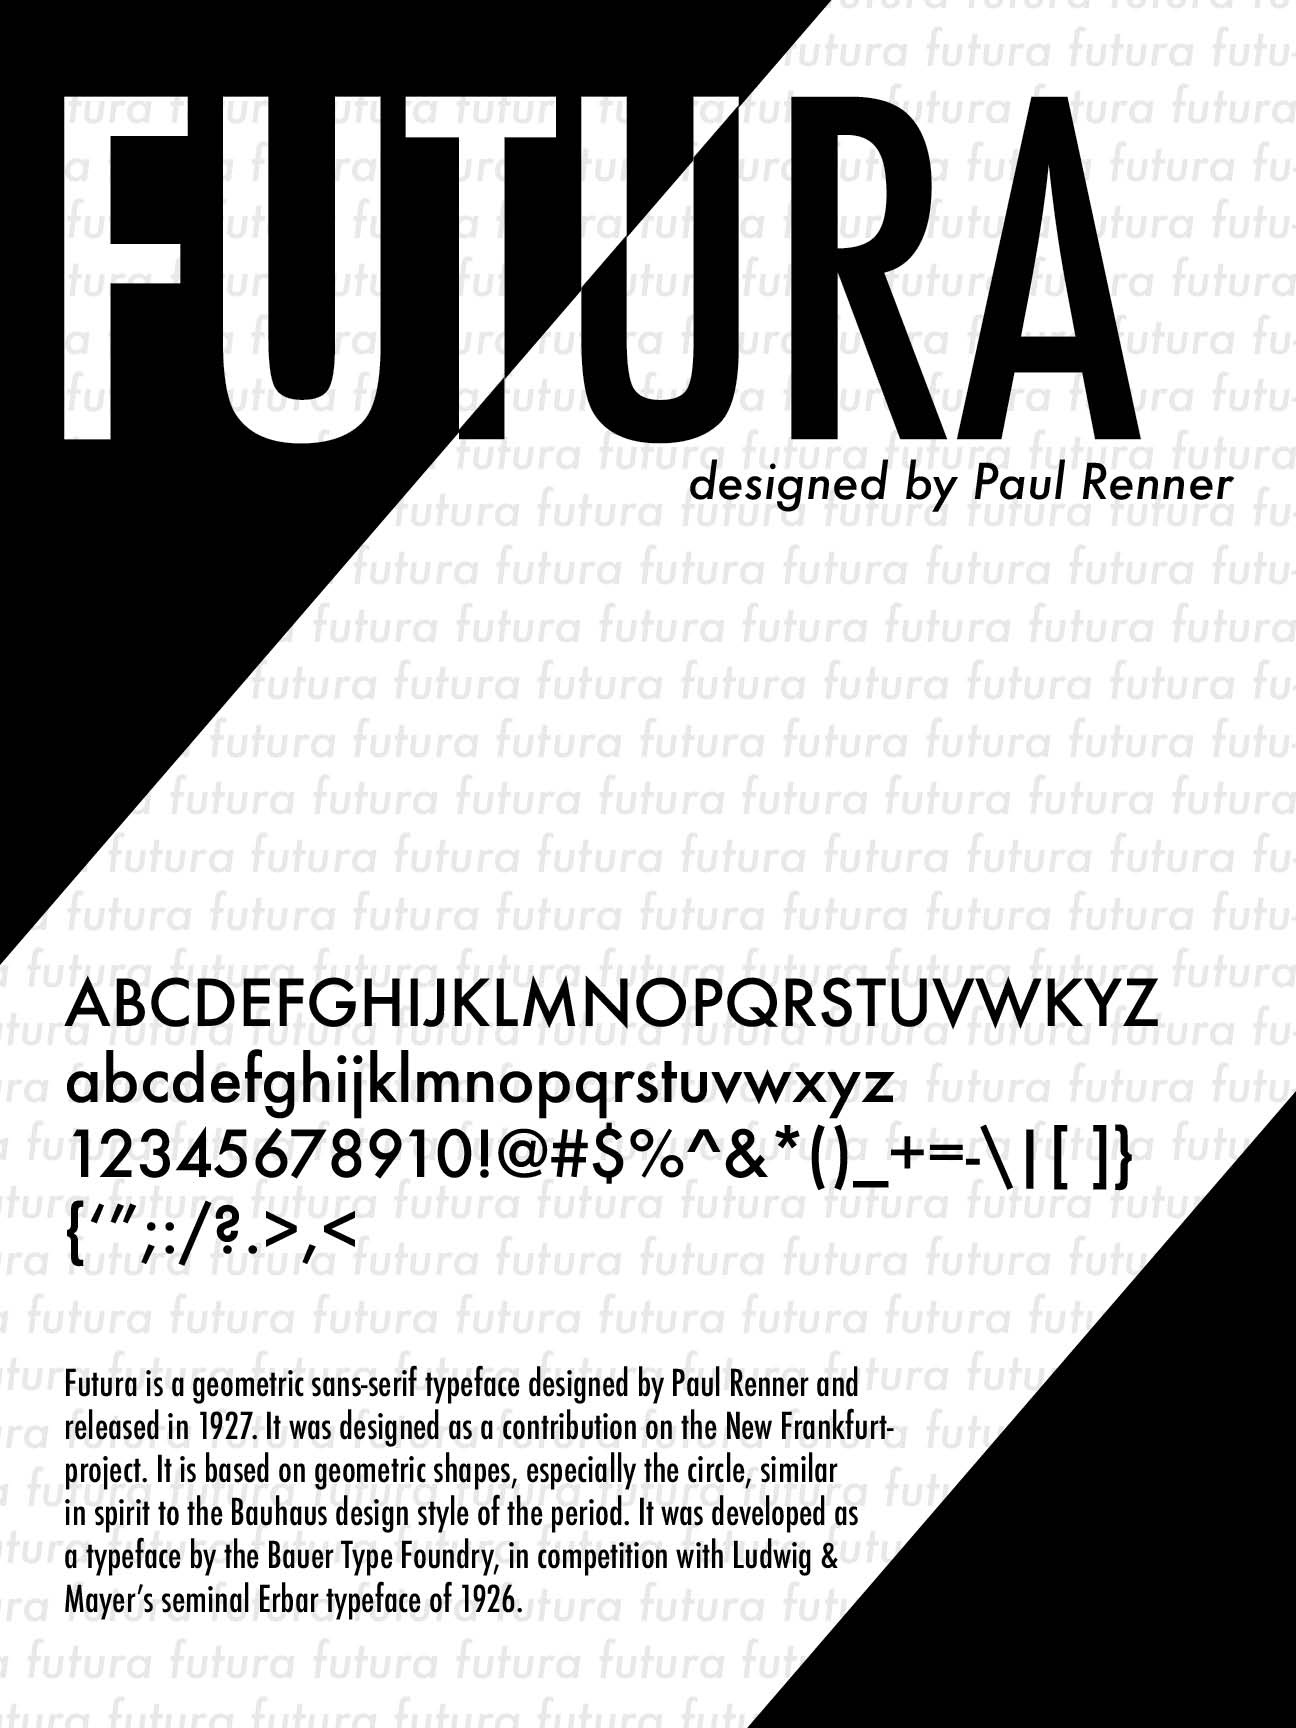 FUTURA
designed by Paul Renner
ABCDEFGHIJKLMNOPQRSTUVWKYZ
abcdefghijklmnopqrstuvwxyz
12345678910!@#$%^&*()_+=-\|[ ]}
{‘”;:/?.>,<
Futura is a geometric sans-serif typeface designed by Paul Renner and
released in 1927. It was designed as a contribution on the New Frankfurt-
project. It is based on geometric shapes, especially the circle, similar
in spirit to the Bauhaus design style of the period. It was developed as
a typeface by the Bauer Type Foundry, in competition with Ludwig &
Mayer’s seminal Erbar typeface of 1926.